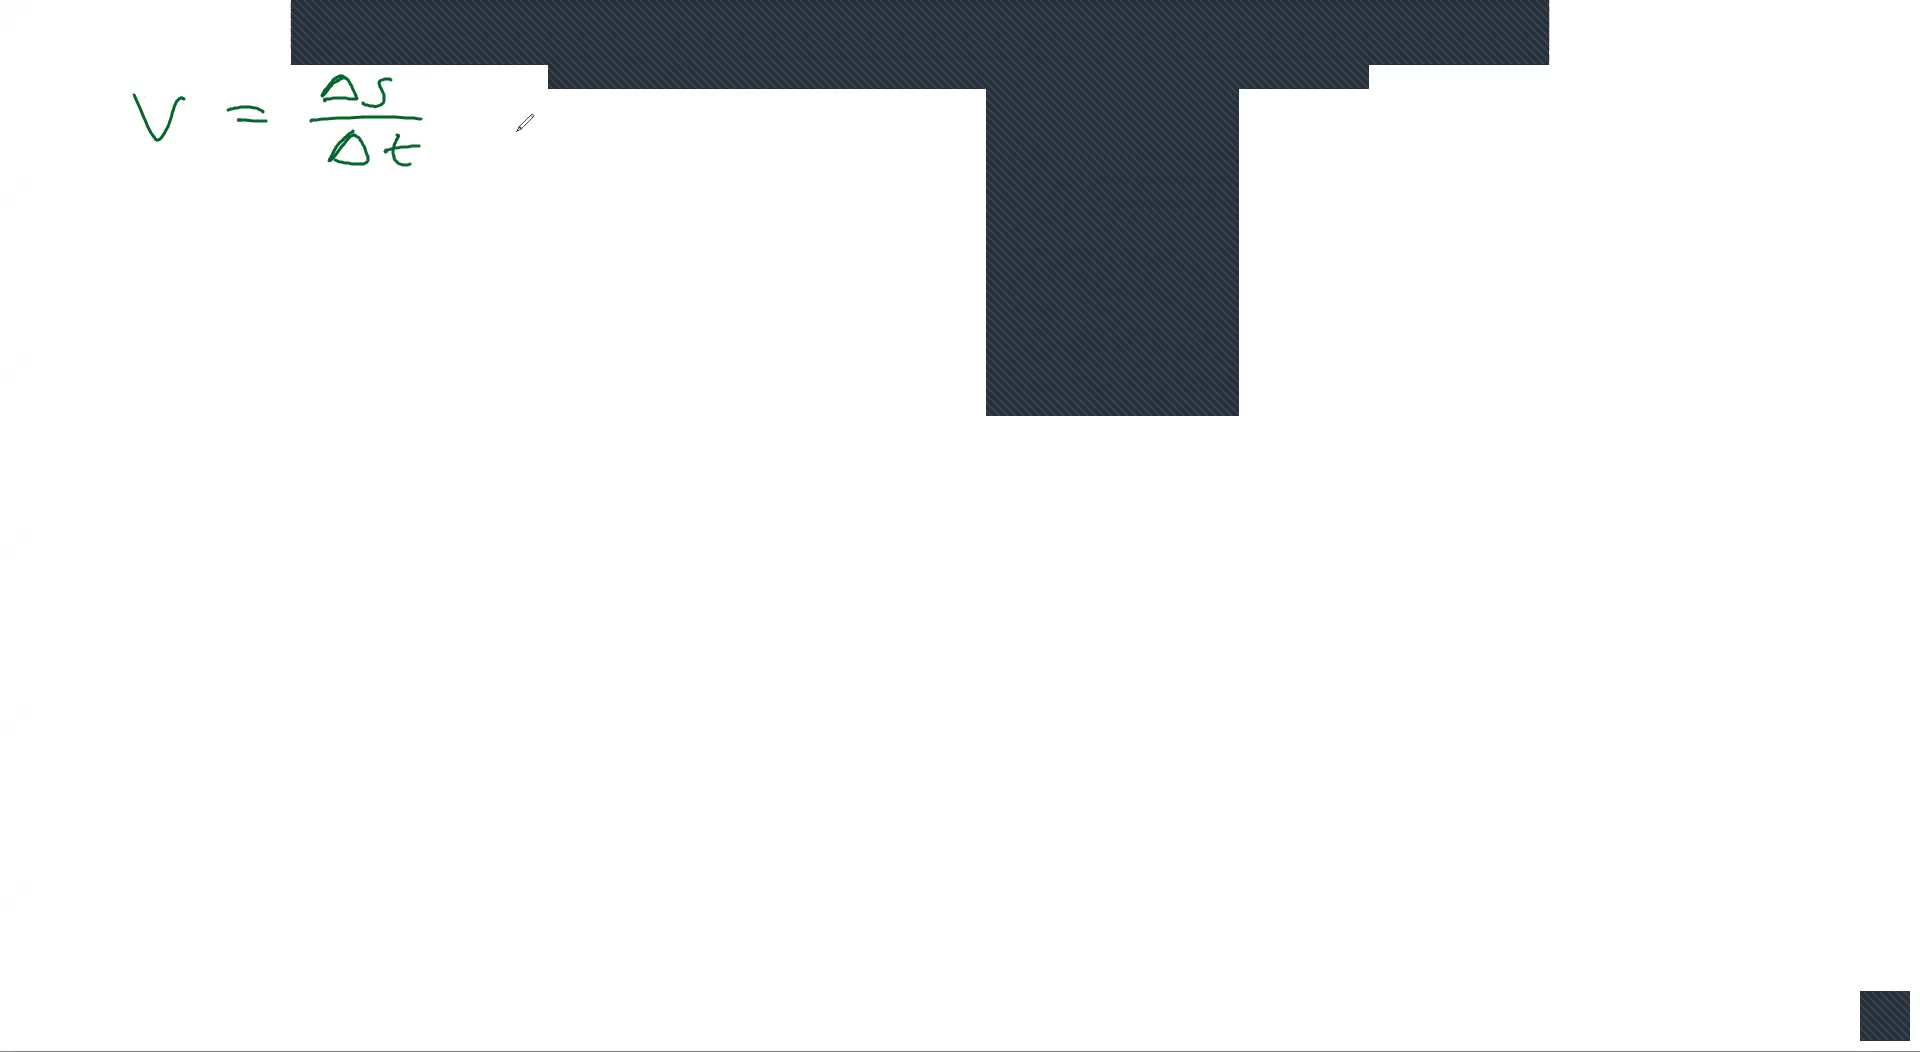 V = Δs / Δt